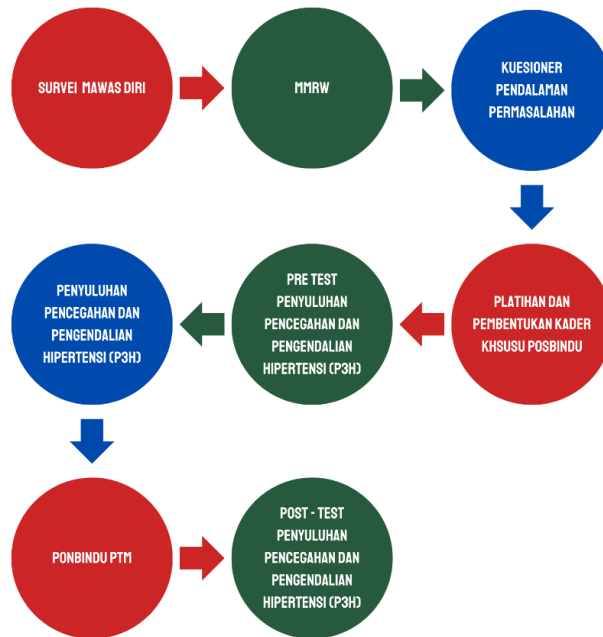 SURVEI MAWAS DIRI
MMRW
KUESIONER
PENDALAMAN
PERMASALAHAN
PLATIHAN DAN
PEMBENTUKAN KADER
KHSUSU POSBINDU
PRE TEST
PENYULUHAN
PENCEGAHAN DAN
PENGENDALIAN
HIPERTENSI (P3H)
PENYULUHAN
PENCEGAHAN DAN
PENGENDALIAN
HIPERTENSI (P3H)
PONBINDU PTM
POST - TEST
PENYULUHAN
PENCEGAHAN DAN
PENGENDALIAN
HIPERTENSI (P3H)